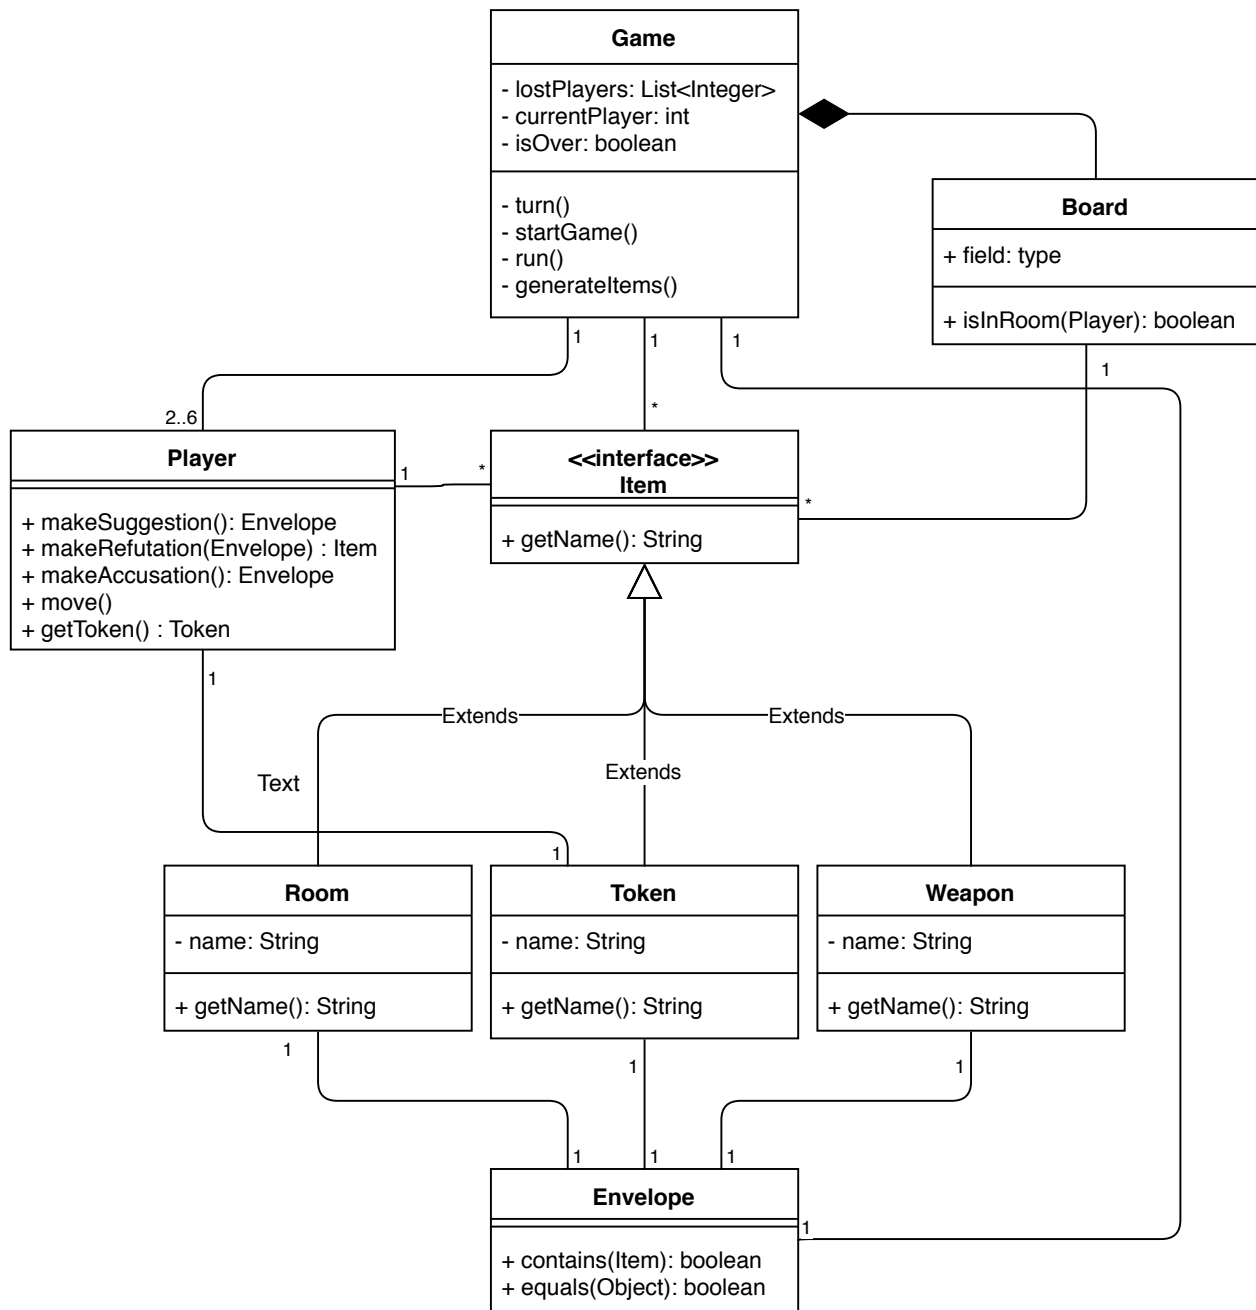 Game
- lostPlayers: List<Integer>
- currentPlayer: int
- isOver: boolean
- turn()
- startGame()
- run()
- generateItems()
Board
+ field: type
+ isInRoom(Player): boolean
1
1
1
1
2..6
*
Player
+ makeSuggestion(): Envelope
+ makeRefutation(Envelope) : Item
+ makeAccusation(): Envelope
+ move()
+ getToken() : Token
1
*
<<interface>>
Item
+ getName(): String
*
1
Extends
Extends
Extends
Text
1
Room
- name: String
+ getName(): String
Token
- name: String
+ getName(): String
Weapon
- name: String
+ getName(): String
1
1
1
1
1
1
Envelope
+ contains(Item): boolean
+ equals(Object): boolean
1